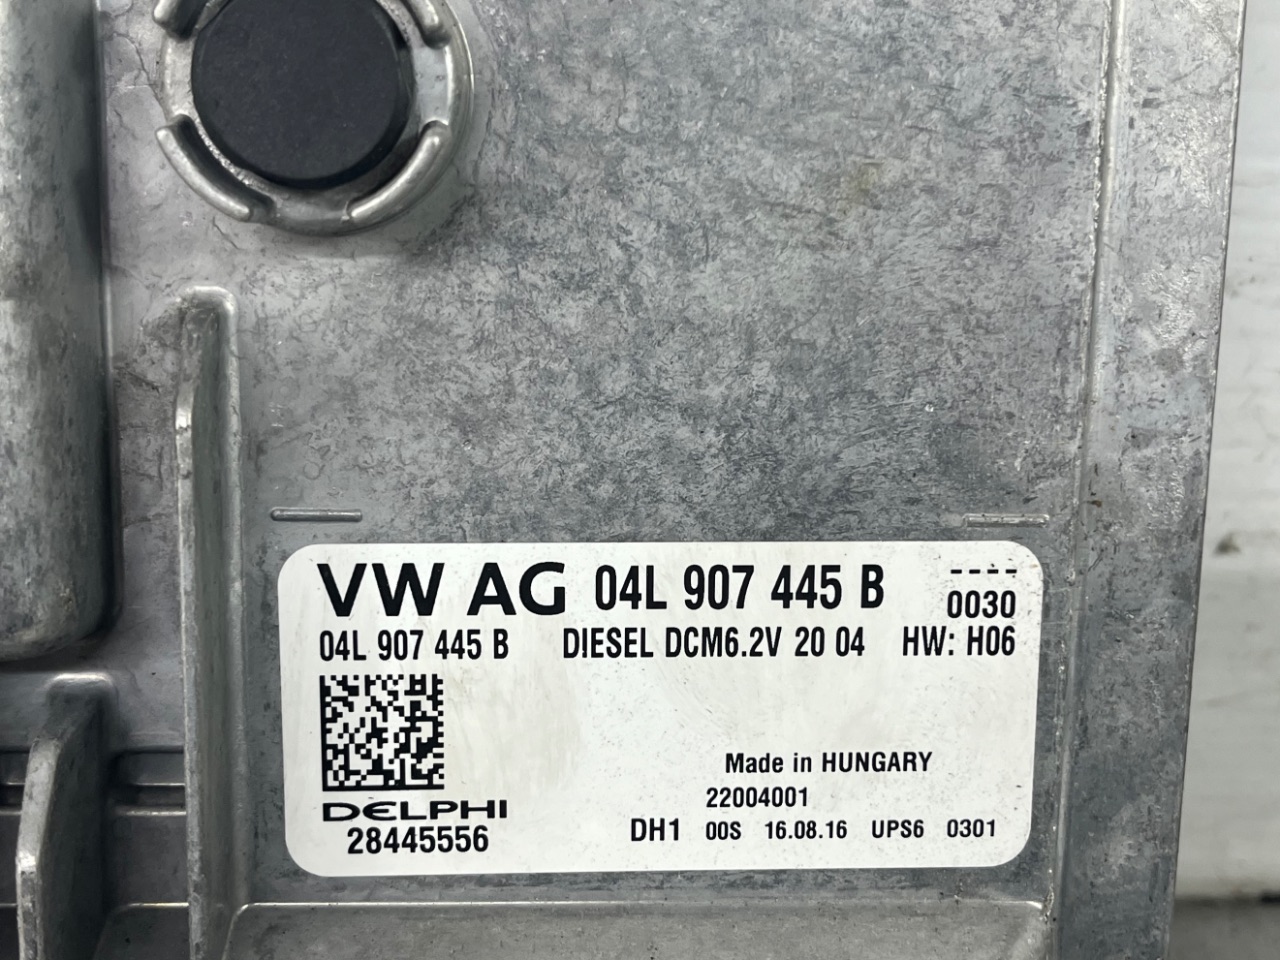 VW AG 04L 907 445 B ----
0030
04L 907 445 B DIESEL DCM6.2V 20 04 HW: H06
Made in HUNGARY
22004001
DELPHI
28445556
DH1 00S 16.08.16 UPS6 0301